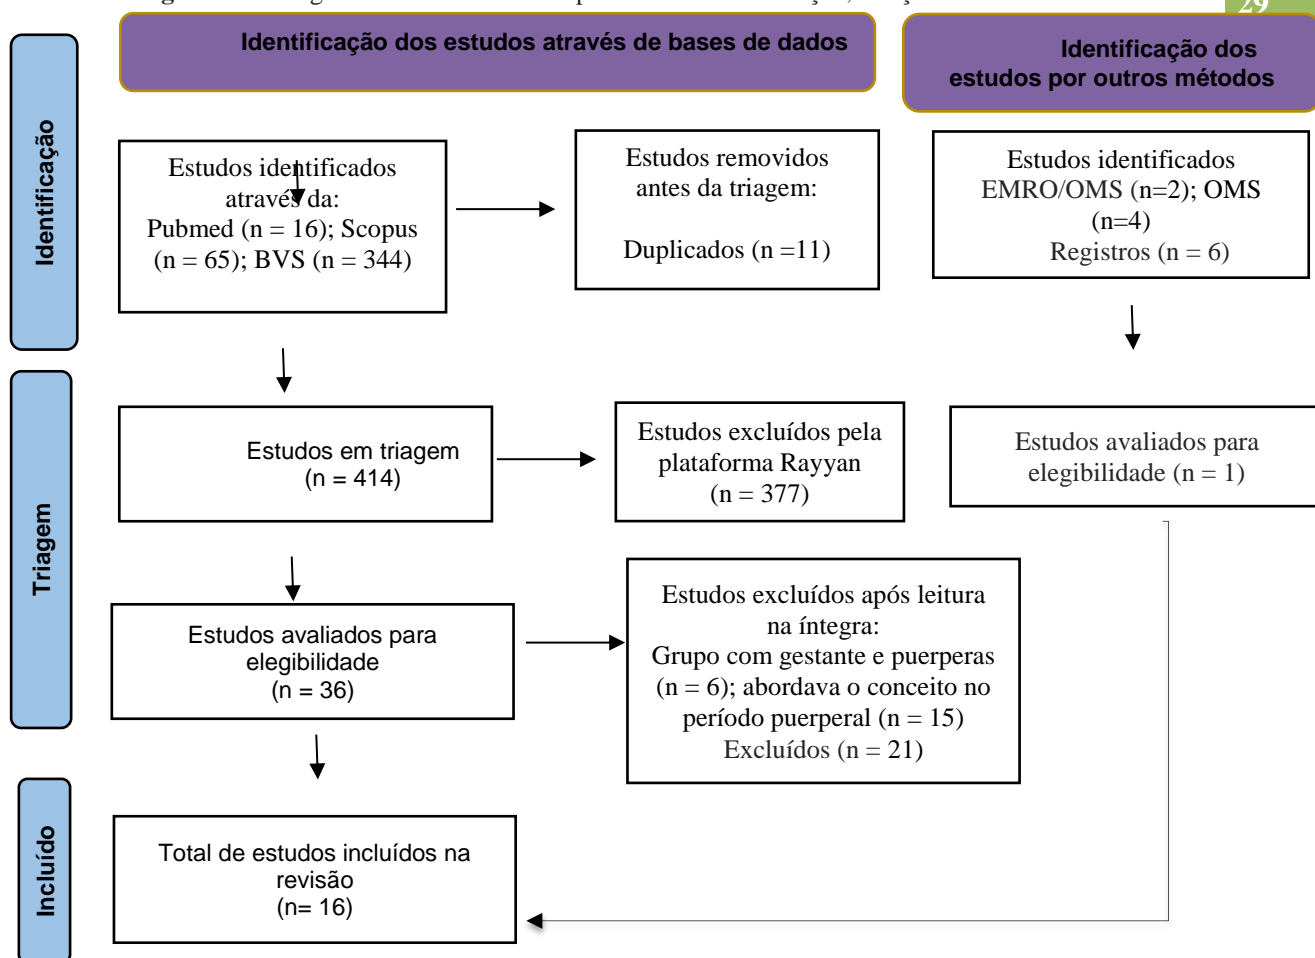 29
Identificação dos estudos através de bases de dados
Identificação dos
estudos por outros métodos
Identificação
Estudos identificados
através da:
Pubmed (n = 16); Scopus
(n = 65); BVS (n = 344)
Estudos removidos
antes da triagem:
Duplicados (n =11)
Estudos identificados
EMRO/OMS (n=2); OMS
(n=4)
Registros (n = 6)
Triagem
Estudos em triagem
(n = 414)
Estudos excluídos pela
plataforma Rayyan
(n = 377)
Estudos avaliados para
elegibilidade (n = 1)
Estudos avaliados para
elegibilidade
(n = 36)
Estudos excluídos após leitura
na íntegra:
Grupo com gestante e puerperas
(n = 6); abordava o conceito no
período puerperal (n = 15)
Excluídos (n = 21)
Incluído
Total de estudos incluídos na
revisão
(n= 16)